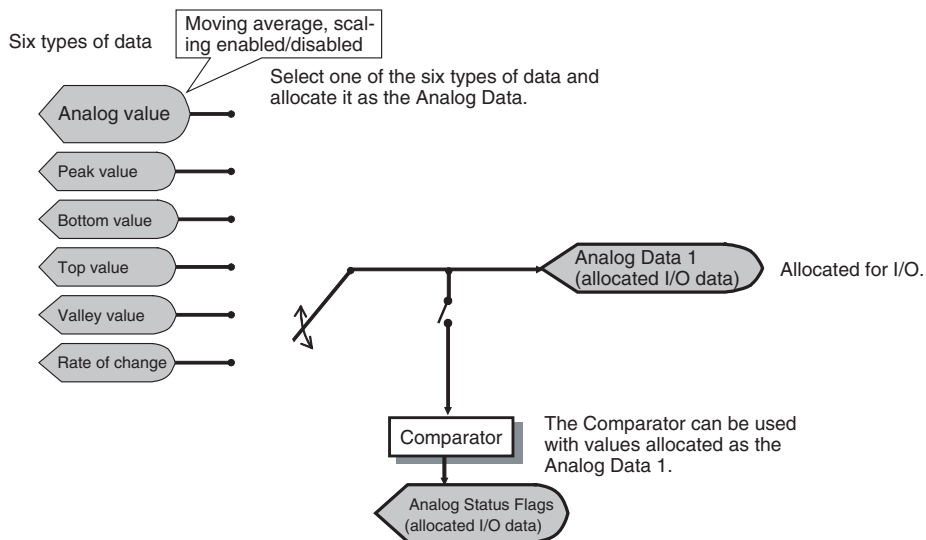 Moving average, scal-
ing enabled/disabled
Six types of data
Select one of the six types of data and
allocate it as the Analog Data.
Analog value
Peak value
Bottom value
Top value
Valley value
Rate of change
Analog Data 1
(allocated I/O data)
Allocated for I/O.
Comparator
The Comparator can be used
with values allocated as the
Analog Data 1.
Analog Status Flags
(allocated I/O data)